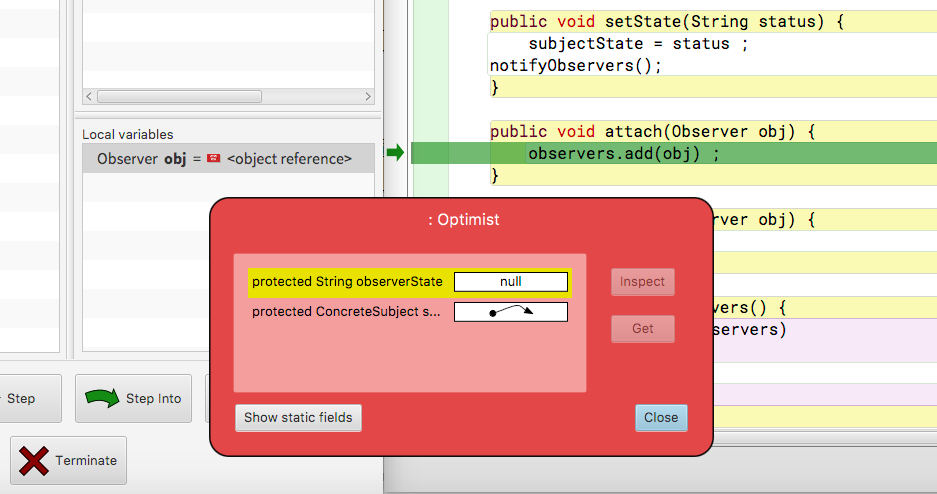 public void setState(String status) {
subjectState = status ;
notifyObservers();
}
public void attach(Observer obj) {
observers.add(obj) ;
}
rver obj) {
vers() {
servers)
Local variables
Observer obj = <object reference>
: Optimist
protected String observerState null
protected ConcreteSubject s...
Inspect
Get
Show static fields
Close
Step
Step Into
Terminate